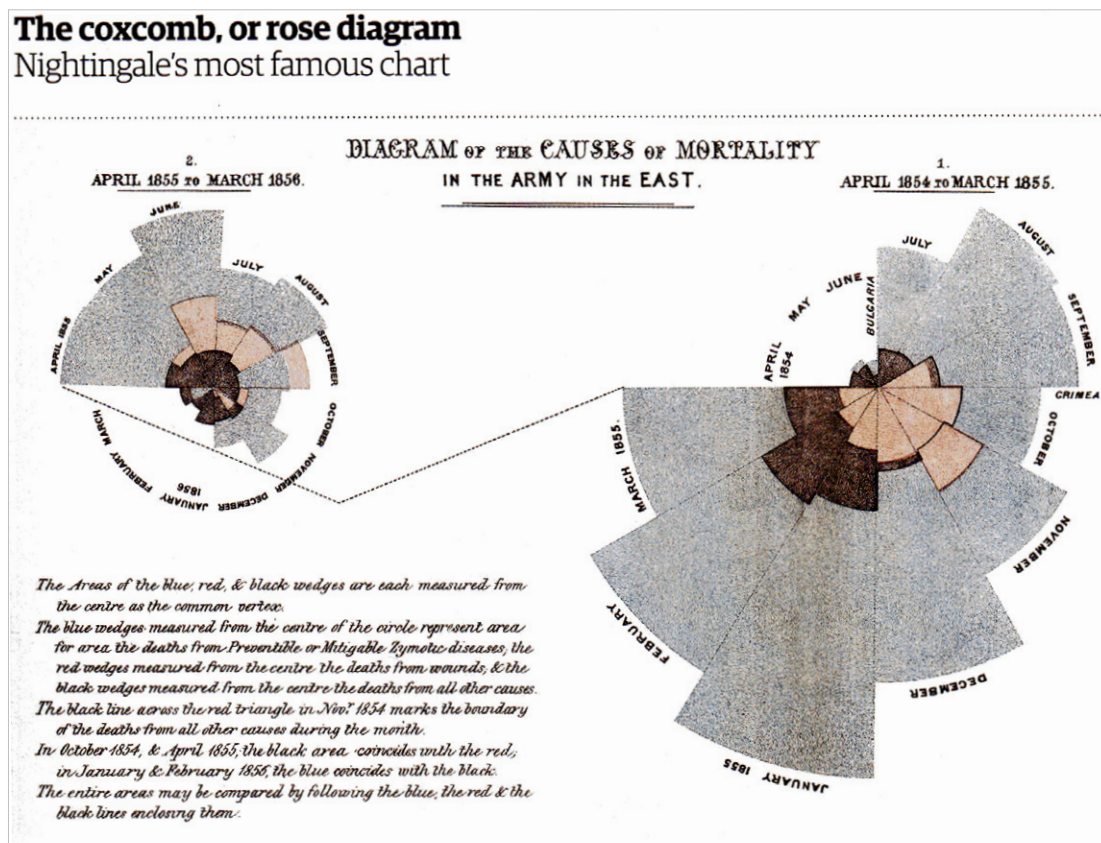 The coxcomb, or rose diagram
Nightingale's most famous chart
DIAGRAM OF THE CAUSES OF MORTALITY
IN THE ARMY IN THE EAST.
2.
APRIL 1855 TO MARCH 1856.
1.
APRIL 1854 TO MARCH 1855.
APRIL 1855
MAY
JUNE
JULY
AUGUST
SEPTEMBER
OCTOBER
NOVEMBER
DECEMBER
JANUARY 1856
FEBRUARY
MARCH
APRIL 1854
MAY
JUNE
BULGARIA
JULY
AUGUST
SEPTEMBER
CRIMEA
OCTOBER
NOVEMBER
DECEMBER
JANUARY 1855
FEBRUARY
MARCH 1855.
The Areas of the blue, red, & black wedges are each measured from
the centre as the common vertex.
The blue wedges measured from the centre of the circle represent area
for area the deaths from Preventible or Mitigable Zymotic diseases, the
red wedges measured from the centre the deaths from wounds, & the
black wedges measured from the centre the deaths from all other causes.
The black line across the red triangle in Novr. 1854 marks the boundary
of the deaths from all other causes during the month.
In October 1854, & April 1855, the black area coincides with the red,
in January & February 1856, the blue coincides with the black.
The entire areas may be compared by following the blue, the red & the
black lines enclosing them.